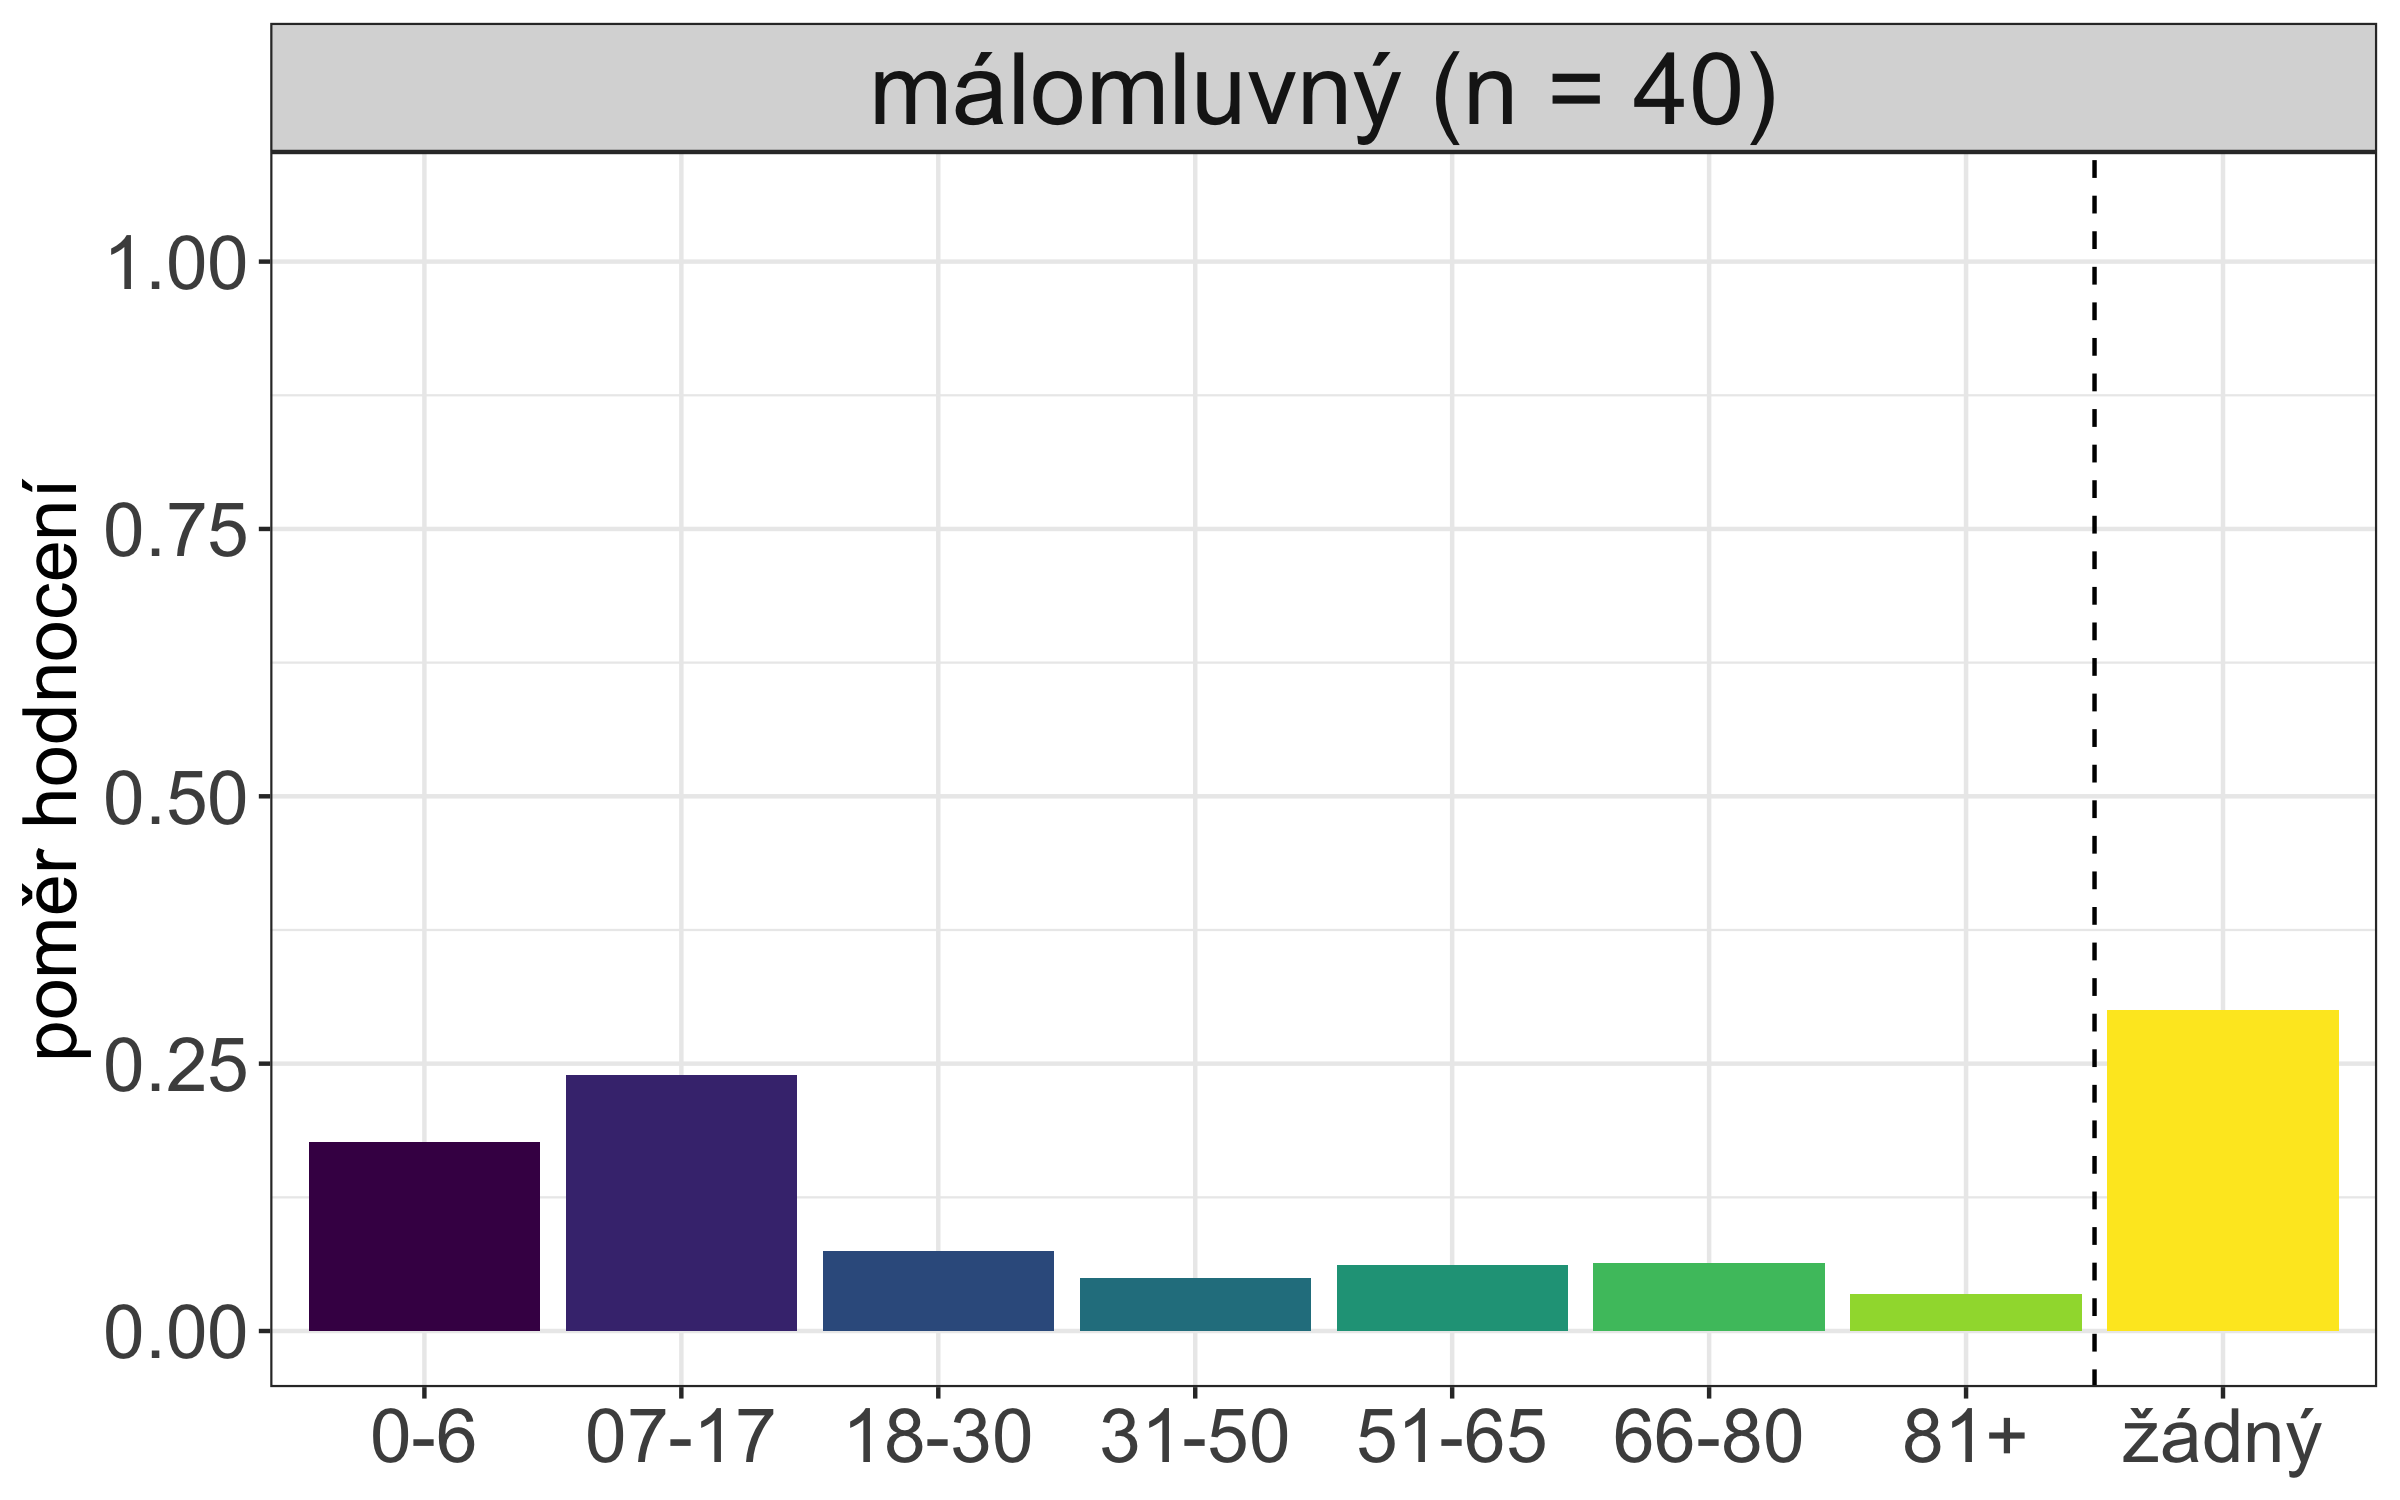 málomluvný (n = 40)
poměr hodnocení
1.00
0.75
0.50
0.25
0.00
0-6 07-17 18-30 31-50 51-65 66-80 81+ žádný